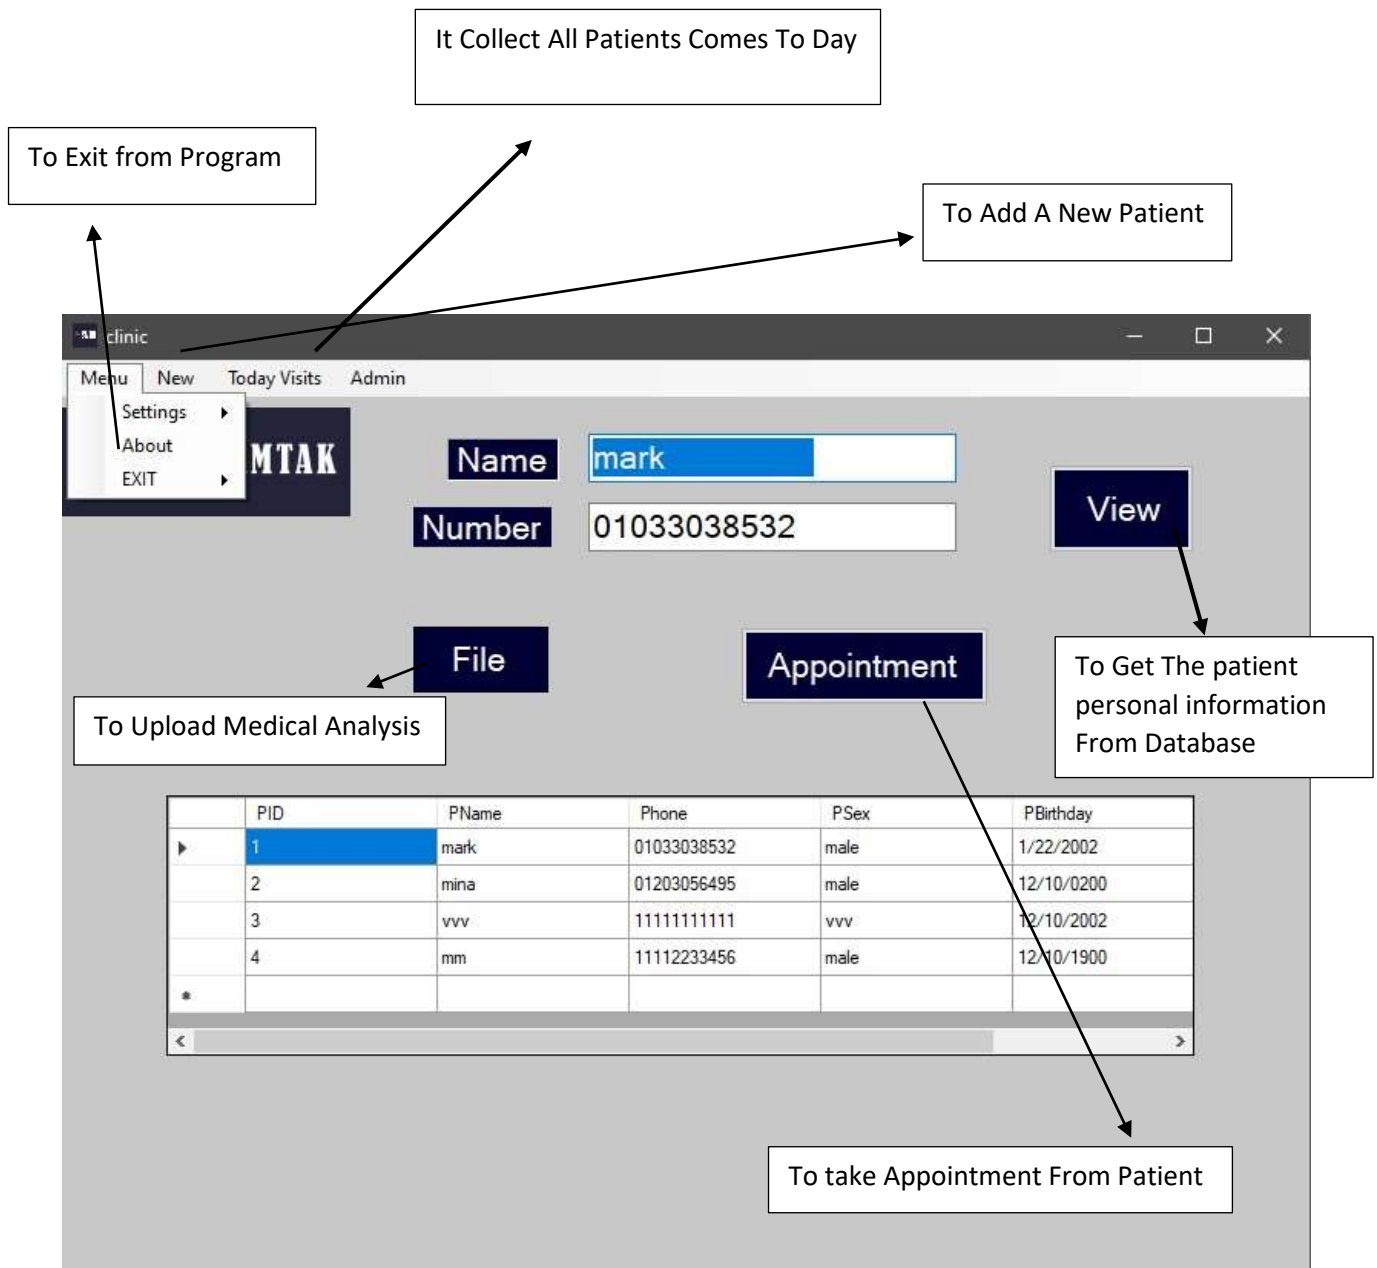 It Collect All Patients Comes To Day
To Exit from Program
To Add A New Patient
clinic
Menu New Today Visits Admin
Settings
About
EXIT
MTAK
Name mark
Number 01033038532
View
File
Appointment
To Upload Medical Analysis
To Get The patient
personal information
From Database
PID PName Phone PSex PBirthday
1 mark 01033038532 male 1/22/2002
2 mina 01203056495 male 12/10/0200
3 vvv 11111111111 vvv 12/10/2002
4 mm 11112233456 male 12/10/1900
To take Appointment From Patient